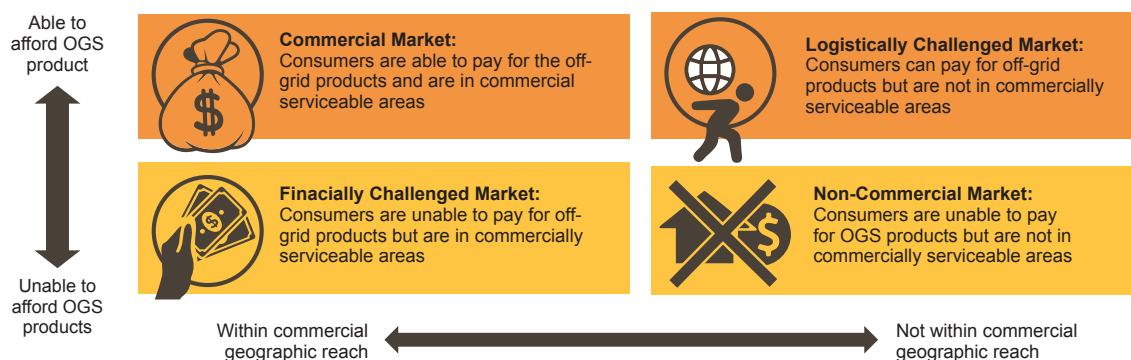 Able to
afford OGS
product
Commercial Market:
Consumers are able to pay for the off-
grid products and are in commercial
serviceable areas
Logistically Challenged Market:
Consumers can pay for off-grid
products but are not in commercially
serviceable areas
Finacially Challenged Market:
Consumers are unable to pay for off-
grid products but are in commercially
serviceable areas
Non-Commercial Market:
Consumers are unable to pay
for OGS products but are not in
commercially serviceable areas
Unable to
afford OGS
products
Within commercial
geographic reach
Not within commercial
geographic reach